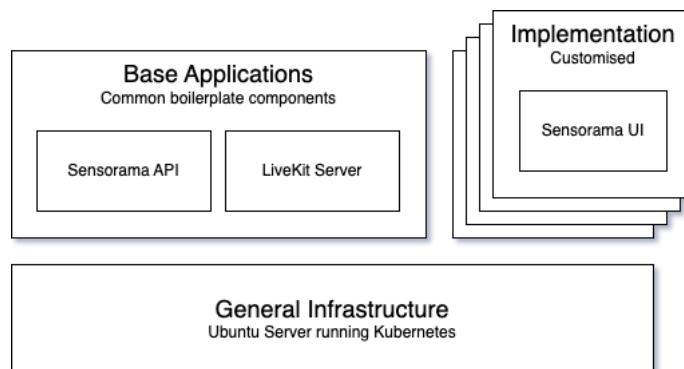 Base Applications
Common boilerplate components
Sensorama API
LiveKit Server
Implementation
Customised
Sensorama UI
General Infrastructure
Ubuntu Server running Kubernetes